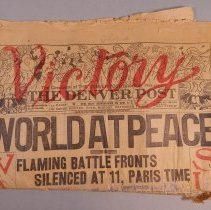 Victory
THE DENVER POST
WORLD AT PEACE
V
S
FLAMING BATTLE FRONTS
SILENCED AT 11, PARIS TIME